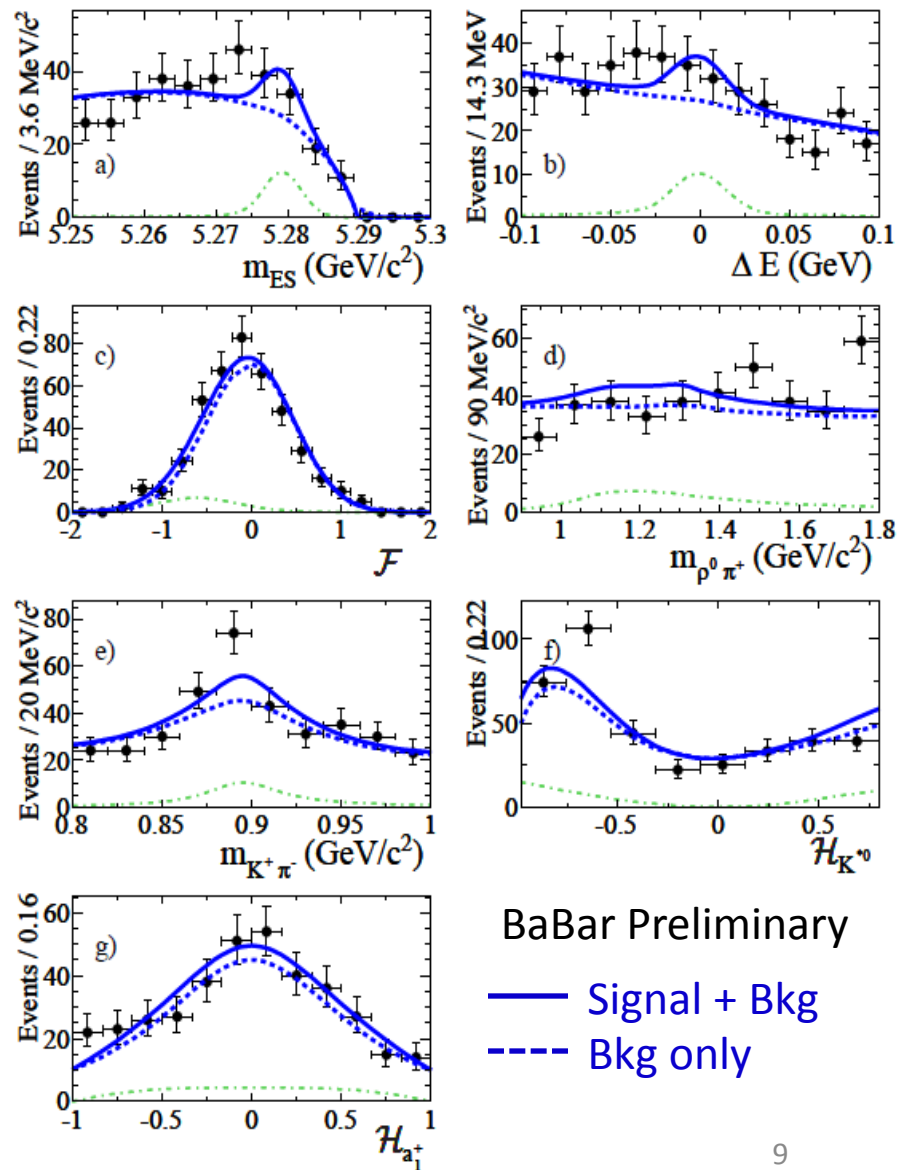 Events / 3.6 MeV/c²
40
20
0
a)
5.25 5.26 5.27 5.28 5.29 5.3
m_ES (GeV/c²)
Events / 14.3 MeV
40
30
20
10
0
b)
-0.1 -0.05 0 0.05 0.1
Δ E (GeV)
Events / 0.22
80
60
40
20
0
c)
-2 -1 0 1 2
ℱ
Events / 90 MeV/c²
60
40
20
0
d)
1 1.2 1.4 1.6 1.8
m_ρ⁰ π⁺ (GeV/c²)
Events / 20 MeV/c²
80
60
40
20
0
e)
0.8 0.85 0.9 0.95 1
m_K⁺ π⁻ (GeV/c²)
Events / 0.22
100
50
0
f)
-0.5 0 0.5
ℋ_K*⁰
Events / 0.16
60
40
20
0
g)
-1 -0.5 0 0.5 1
ℋ_a₁⁺
BaBar Preliminary
Signal + Bkg
Bkg only
9